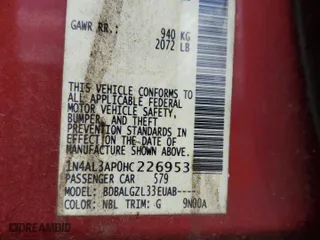 GAWR RR.:
940 KG
2072 LB
THIS VEHICLE CONFORMS TO
ALL APPLICABLE FEDERAL
MOTOR VEHICLE SAFETY,
BUMPER, AND THEFT
PREVENTION STANDARDS IN
EFFECT ON THE DATE OF
MANUFACTURE SHOWN ABOVE.
1N4AL3AP0HC226953
PASSENGER CAR 579
MODEL: BDBALGZL33EUAB-----
COLOR: NBL TRIM: G 9N00A
DREAMBID